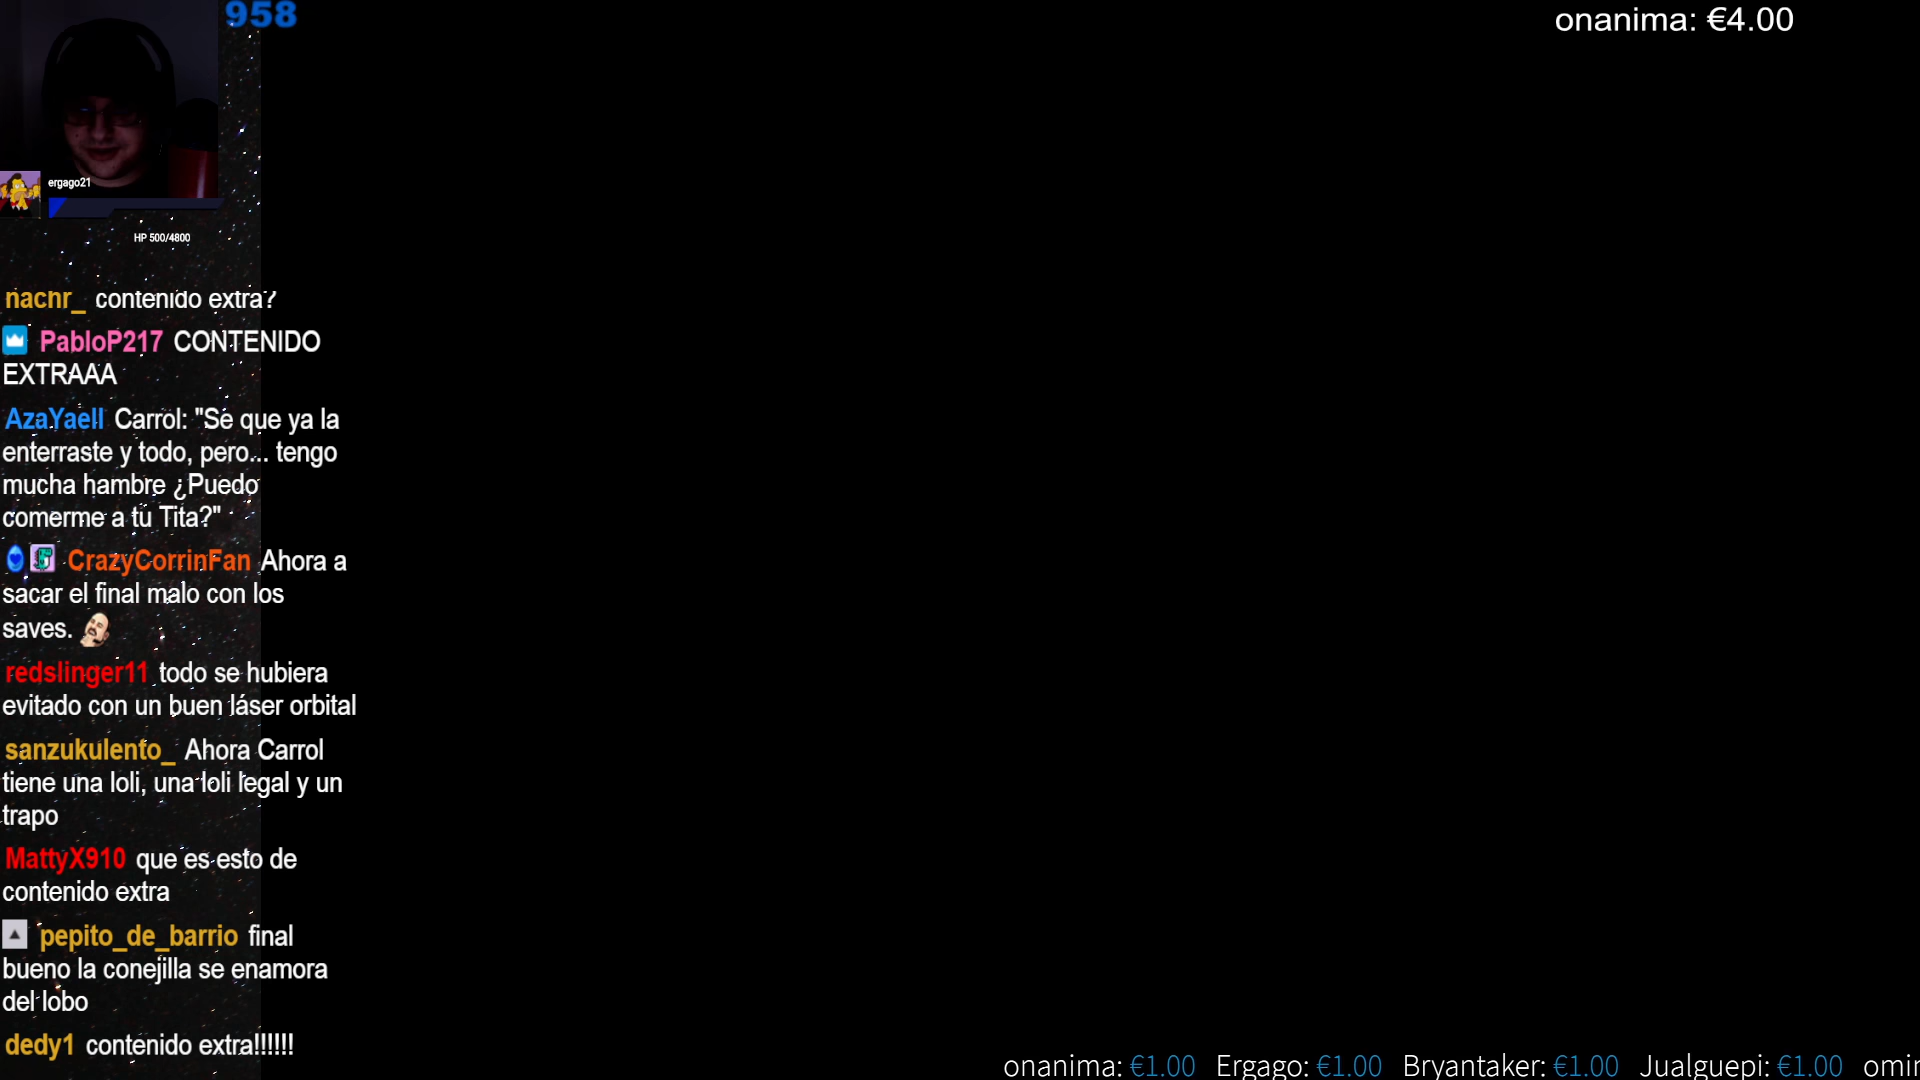 958
onanima: €4.00
ergago21
HP 500/4800
nachr_ contenido extra?
PabloP217 CONTENIDO
EXTRAAA
AzaYaell Carrol: "Se que ya la
enterraste y todo, pero... tengo
mucha hambre ¿Puedo
comerme a tu Tita?"
CrazyCorrinFan Ahora a
sacar el final malo con los
saves.
redslinger11 todo se hubiera
evitado con un buen láser orbital
sanzukulento_ Ahora Carrol
tiene una loli, una loli legal y un
trapo
MattyX910 que es esto de
contenido extra
pepito_de_barrio final
bueno la conejilla se enamora
del lobo
dedy1 contenido extra!!!!!!
onanima: €1.00 Ergago: €1.00 Bryantaker: €1.00 Jualguepi: €1.00